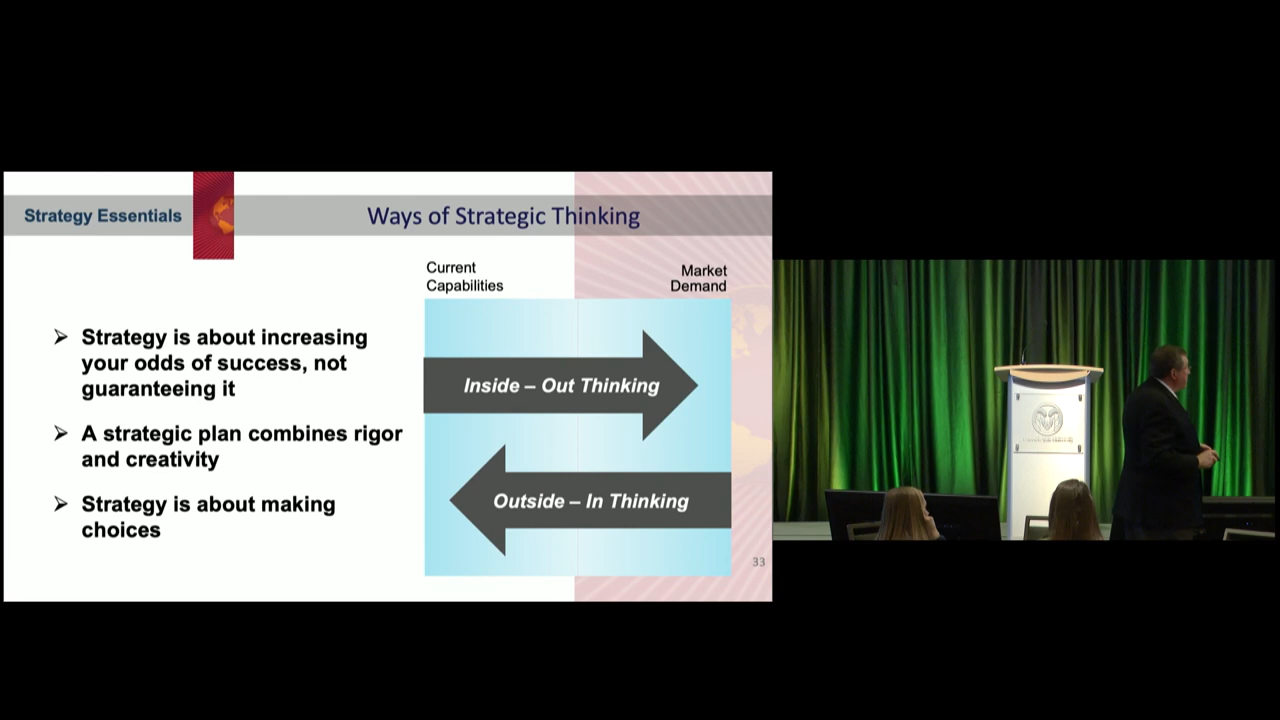 Strategy Essentials
Ways of Strategic Thinking
Current
Capabilities
Market
Demand
➢ Strategy is about increasing
your odds of success, not
guaranteeing it
➢ A strategic plan combines rigor
and creativity
➢ Strategy is about making
choices
Inside – Out Thinking
Outside – In Thinking
33